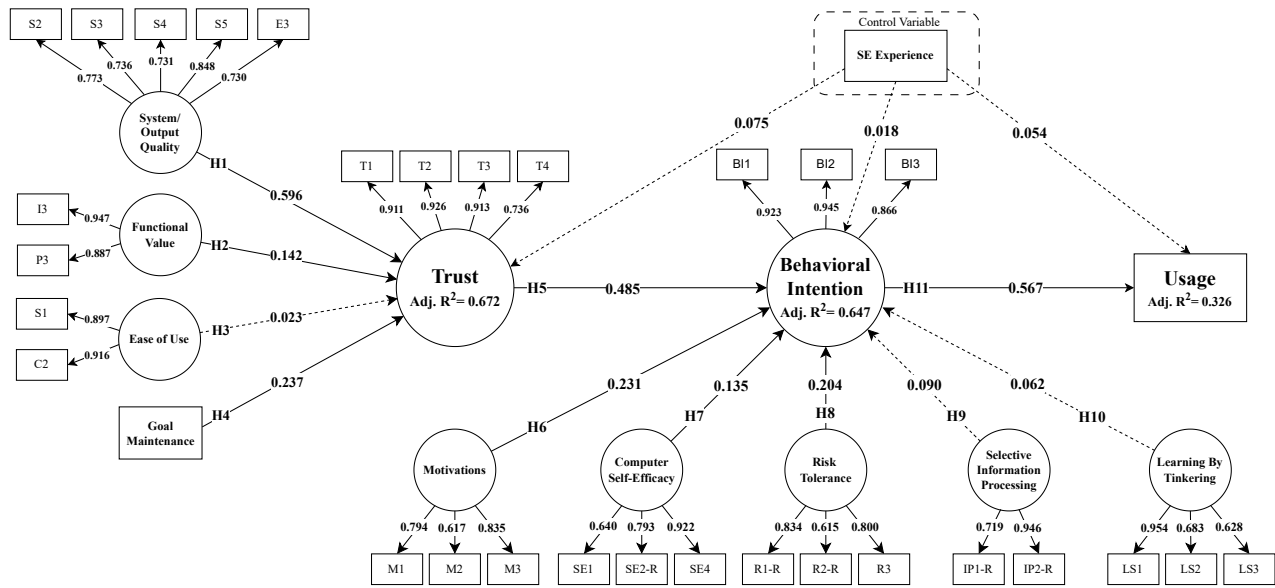 S2
S3
S4
S5
E3
0.773
0.736
0.731
0.848
0.730
System/
Output
Quality
Control Variable
SE Experience
0.075
0.018
0.054
H1
0.596
T1
T2
T3
T4
0.911
0.926
0.913
0.736
BI1
BI2
BI3
0.923
0.945
0.866
I3
P3
0.947
0.887
Functional
Value
H2
0.142
Trust
Adj. R²= 0.672
H5
0.485
Behavioral
Intention
Adj. R²= 0.647
H11
0.567
Usage
Adj. R²= 0.326
S1
C2
0.897
0.916
Ease of Use
H3
0.023
Goal
Maintenance
H4
0.237
0.231
0.135
0.204
0.090
0.062
H6
H7
H8
H9
H10
Motivations
Computer
Self-Efficacy
Risk
Tolerance
Selective
Information
Processing
Learning By
Tinkering
0.794
0.617
0.835
0.640
0.793
0.922
0.834
0.615
0.800
0.719
0.946
0.954
0.683
0.628
M1
M2
M3
SE1
SE2-R
SE4
R1-R
R2-R
R3
IP1-R
IP2-R
LS1
LS2
LS3